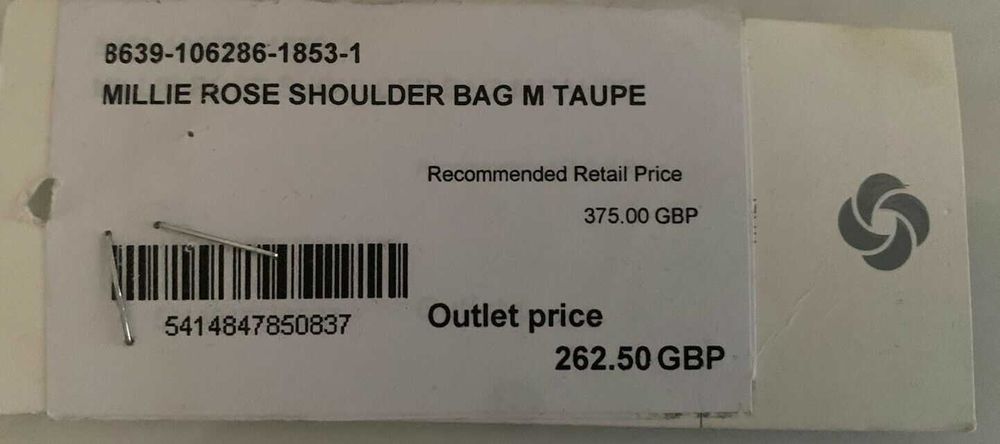 8639-106286-1853-1
MILLIE ROSE SHOULDER BAG M TAUPE
Recommended Retail Price
375.00 GBP
5414847850837
Outlet price
262.50 GBP